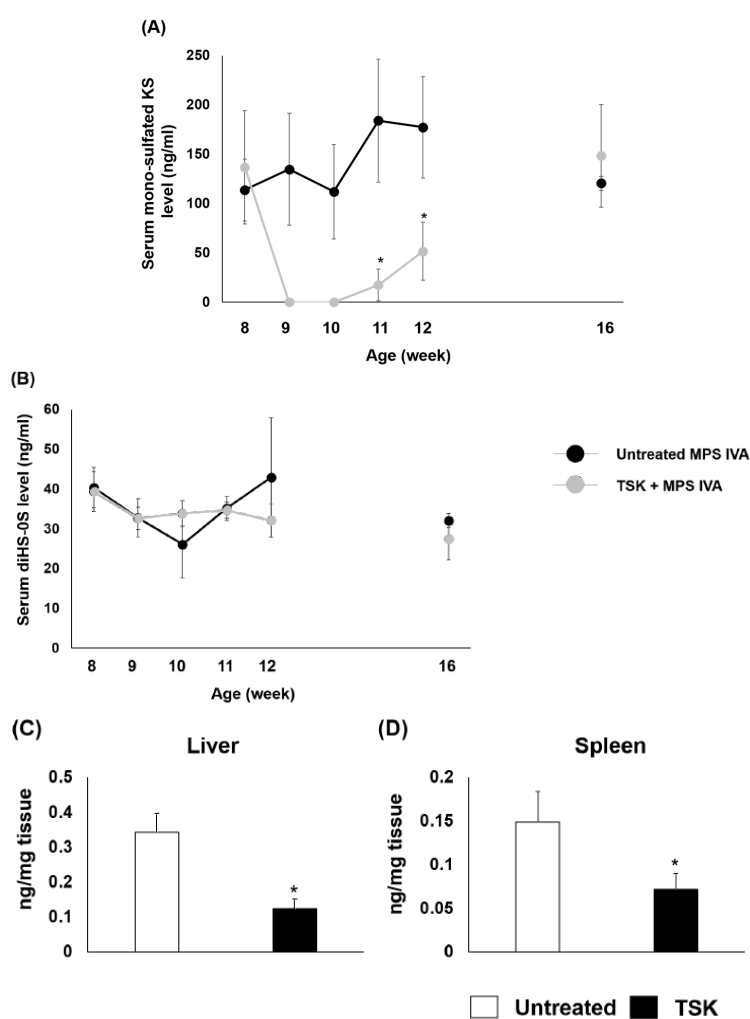 (A)
Serum mono-sulfated KS
level (ng/ml)
250
200
150
100
50
0
*
*
8 9 10 11 12 16
Age (week)
(B)
Serum diHS-0S level (ng/ml)
60
50
40
30
20
10
0
8 9 10 11 12 16
Age (week)
Untreated MPS IVA
TSK + MPS IVA
(C)
Liver
ng/mg tissue
0.5
0.4
0.3
0.2
0.1
0
*
(D)
Spleen
ng/mg tissue
0.2
0.15
0.1
0.05
0
*
Untreated TSK